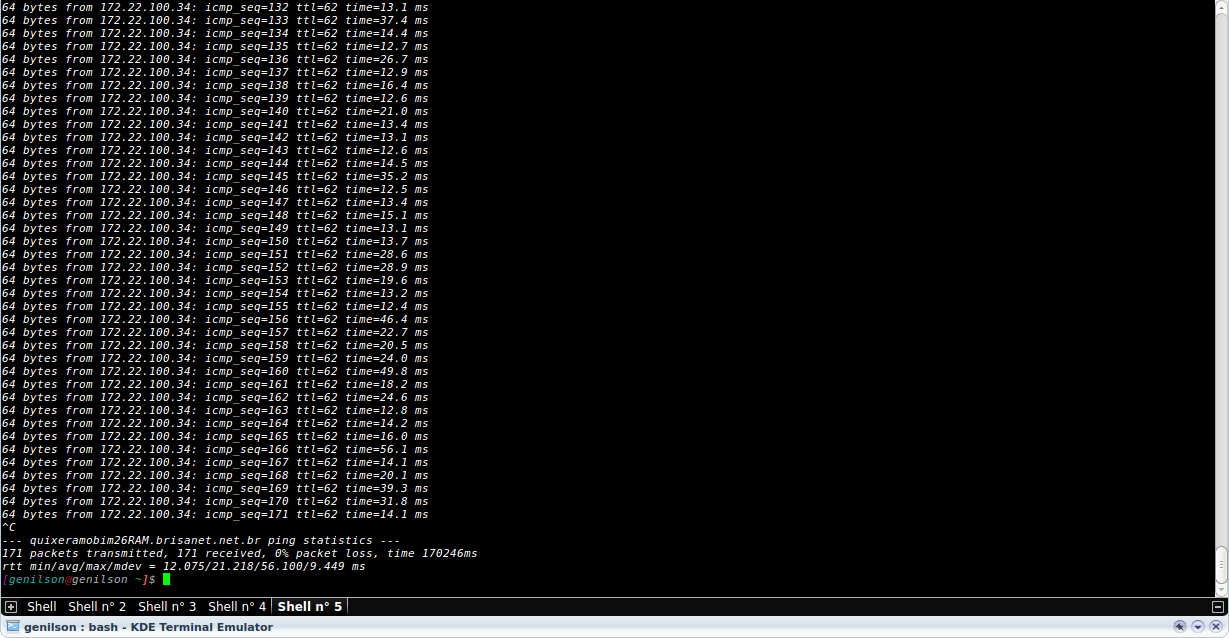 64 bytes from 172.22.100.34: icmp_seq=132 ttl=62 time=13.1 ms
64 bytes from 172.22.100.34: icmp_seq=133 ttl=62 time=37.4 ms
64 bytes from 172.22.100.34: icmp_seq=134 ttl=62 time=14.4 ms
64 bytes from 172.22.100.34: icmp_seq=135 ttl=62 time=12.7 ms
64 bytes from 172.22.100.34: icmp_seq=136 ttl=62 time=26.7 ms
64 bytes from 172.22.100.34: icmp_seq=137 ttl=62 time=12.9 ms
64 bytes from 172.22.100.34: icmp_seq=138 ttl=62 time=16.4 ms
64 bytes from 172.22.100.34: icmp_seq=139 ttl=62 time=12.6 ms
64 bytes from 172.22.100.34: icmp_seq=140 ttl=62 time=21.0 ms
64 bytes from 172.22.100.34: icmp_seq=141 ttl=62 time=13.4 ms
64 bytes from 172.22.100.34: icmp_seq=142 ttl=62 time=13.1 ms
64 bytes from 172.22.100.34: icmp_seq=143 ttl=62 time=12.6 ms
64 bytes from 172.22.100.34: icmp_seq=144 ttl=62 time=14.5 ms
64 bytes from 172.22.100.34: icmp_seq=145 ttl=62 time=35.2 ms
64 bytes from 172.22.100.34: icmp_seq=146 ttl=62 time=12.5 ms
64 bytes from 172.22.100.34: icmp_seq=147 ttl=62 time=13.4 ms
64 bytes from 172.22.100.34: icmp_seq=148 ttl=62 time=15.1 ms
64 bytes from 172.22.100.34: icmp_seq=149 ttl=62 time=13.1 ms
64 bytes from 172.22.100.34: icmp_seq=150 ttl=62 time=13.7 ms
64 bytes from 172.22.100.34: icmp_seq=151 ttl=62 time=28.6 ms
64 bytes from 172.22.100.34: icmp_seq=152 ttl=62 time=28.9 ms
64 bytes from 172.22.100.34: icmp_seq=153 ttl=62 time=19.6 ms
64 bytes from 172.22.100.34: icmp_seq=154 ttl=62 time=13.2 ms
64 bytes from 172.22.100.34: icmp_seq=155 ttl=62 time=12.4 ms
64 bytes from 172.22.100.34: icmp_seq=156 ttl=62 time=46.4 ms
64 bytes from 172.22.100.34: icmp_seq=157 ttl=62 time=22.7 ms
64 bytes from 172.22.100.34: icmp_seq=158 ttl=62 time=20.5 ms
64 bytes from 172.22.100.34: icmp_seq=159 ttl=62 time=24.0 ms
64 bytes from 172.22.100.34: icmp_seq=160 ttl=62 time=49.8 ms
64 bytes from 172.22.100.34: icmp_seq=161 ttl=62 time=18.2 ms
64 bytes from 172.22.100.34: icmp_seq=162 ttl=62 time=24.6 ms
64 bytes from 172.22.100.34: icmp_seq=163 ttl=62 time=12.8 ms
64 bytes from 172.22.100.34: icmp_seq=164 ttl=62 time=14.2 ms
64 bytes from 172.22.100.34: icmp_seq=165 ttl=62 time=16.0 ms
64 bytes from 172.22.100.34: icmp_seq=166 ttl=62 time=56.1 ms
64 bytes from 172.22.100.34: icmp_seq=167 ttl=62 time=14.1 ms
64 bytes from 172.22.100.34: icmp_seq=168 ttl=62 time=20.1 ms
64 bytes from 172.22.100.34: icmp_seq=169 ttl=62 time=39.3 ms
64 bytes from 172.22.100.34: icmp_seq=170 ttl=62 time=31.8 ms
64 bytes from 172.22.100.34: icmp_seq=171 ttl=62 time=14.1 ms
^C
--- quixeramobim26RAM.brisanet.net.br ping statistics ---
171 packets transmitted, 171 received, 0% packet loss, time 170246ms
rtt min/avg/max/mdev = 12.075/21.218/56.100/9.449 ms
[genilson@genilson ~]$
Shell Shell n° 2 Shell n° 3 Shell n° 4 Shell n° 5
genilson : bash - KDE Terminal Emulator